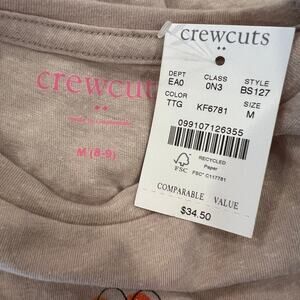 crewcuts
DEPT CLASS STYLE
EA0 0N3 BS127
COLOR SIZE
TTG KF6781 M
099107126355
FSC
RECYCLED
Paper
FSC® C117781
COMPARABLE VALUE
$34.50
crewcuts
M (8-9)